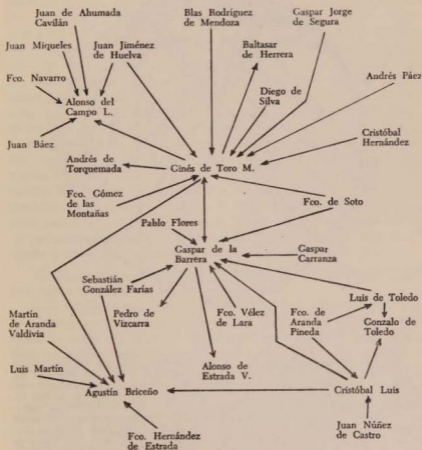 Juan de Ahumada
Cavilán
Blas Rodríguez
de Mendoza
Gaspar Jorge
de Segura
Juan Miqueles
Juan Jiménez
de Huelva
Baltasar
de Herrera
Fco. Navarro
Diego de
Silva
Andrés Páez
Alonso del
Campo L.
Juan Báez
Cristóbal
Hernández
Andrés de
Torquemada
Ginés de Toro M.
Fco. Gómez
de las
Montañas
Fco. de Soto
Pablo Flores
Gaspar de la
Barrera
Gaspar
Carranza
Sebastián
González Farías
Luis de Toledo
Martín
de Aranda
Valdivia
Pedro de
Vizcarra
Fco. Vélez
de Lara
Fco. de
Aranda
Pineda
Gonzalo de
Toledo
Luis Martín
Alonso de
Estrada V.
Agustín Briceño
Cristóbal Luis
Fco. Hernández
de Estrada
Juan Núñez
de Castro